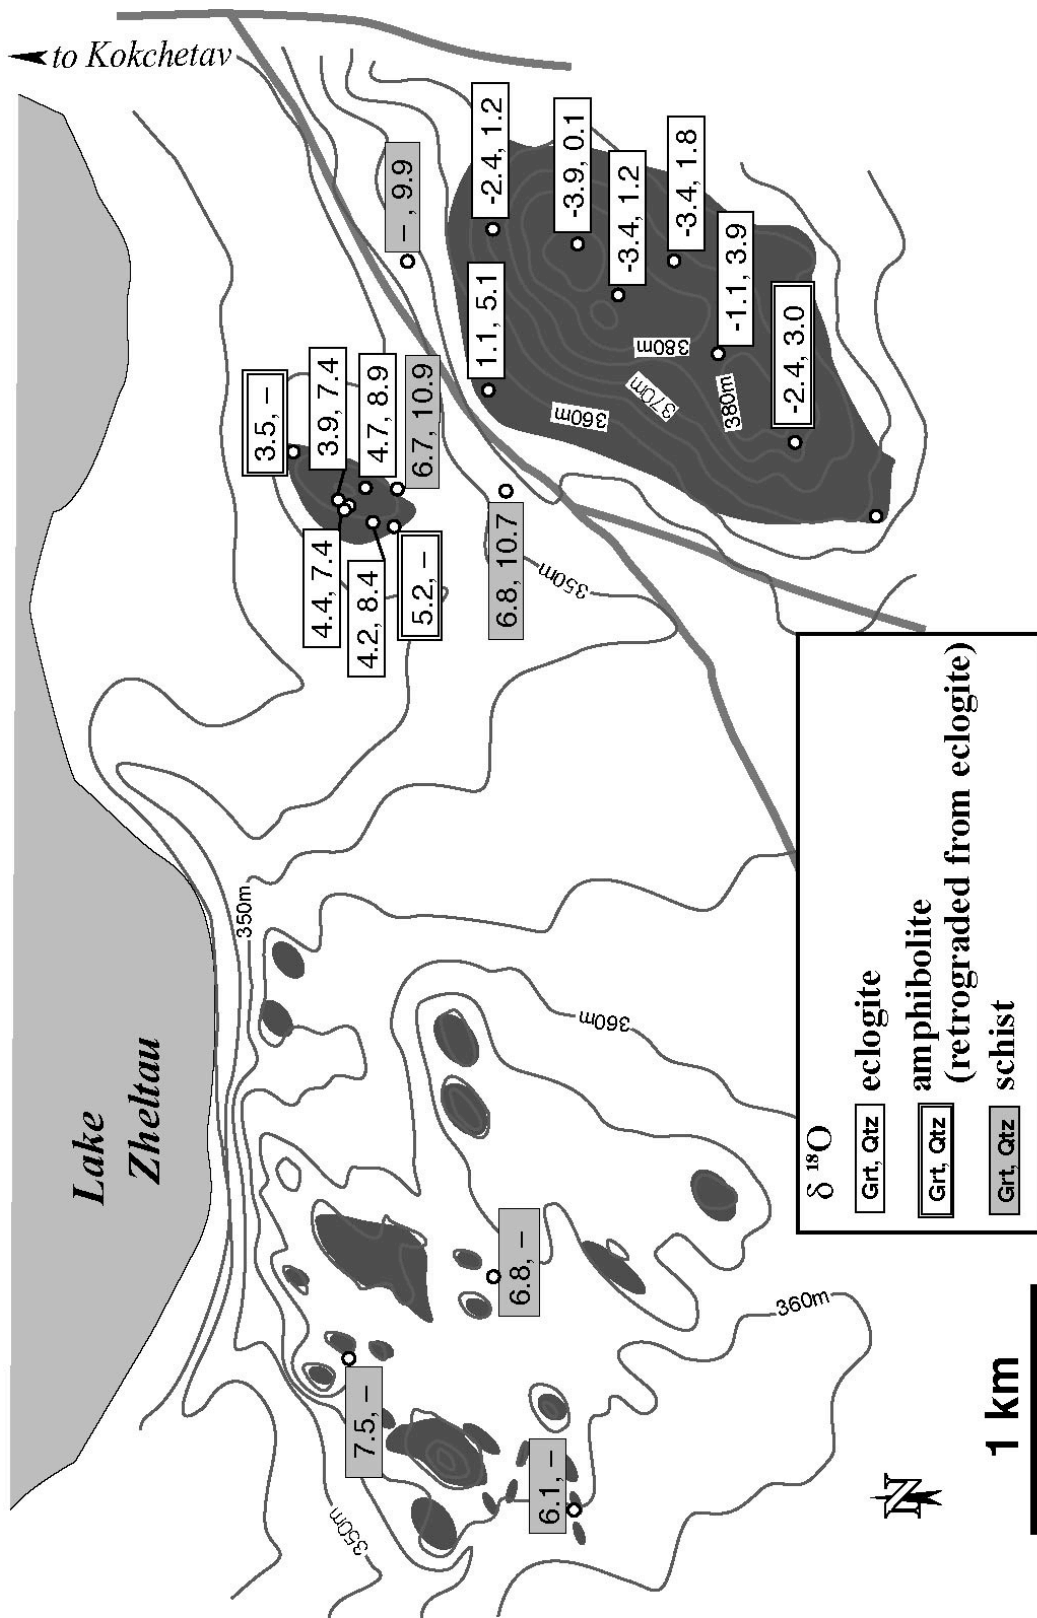 to Kokchetav
Lake
Zheltau
– , 9.9
-2.4, 1.2
-3.9, 0.1
-3.4, 1.2
-3.4, 1.8
-1.1, 3.9
-2.4, 3.0
1.1, 5.1
3.5, –
3.9, 7.4
4.7, 8.9
6.7, 10.9
4.4, 7.4
4.2, 8.4
5.2, –
6.8, 10.7
350m
360m
370m
380m
380m
350m
360m
6.8, –
7.5, –
6.1, –
360m
350m
δ ¹⁸O
Grt, Qtz eclogite
Grt, Qtz amphibolite
(retrograded from eclogite)
Grt, Qtz schist
N
1 km